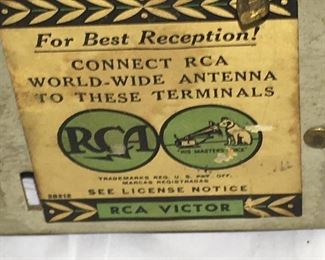 For Best Reception!
CONNECT RCA
WORLD-WIDE ANTENNA
TO THESE TERMINALS
RCA
"HIS MASTER'S VOICE"
TRADEMARKS REG. U. S. PAT. OFF.
MARCAS REGISTRADAS
SEE LICENSE NOTICE
RCA VICTOR